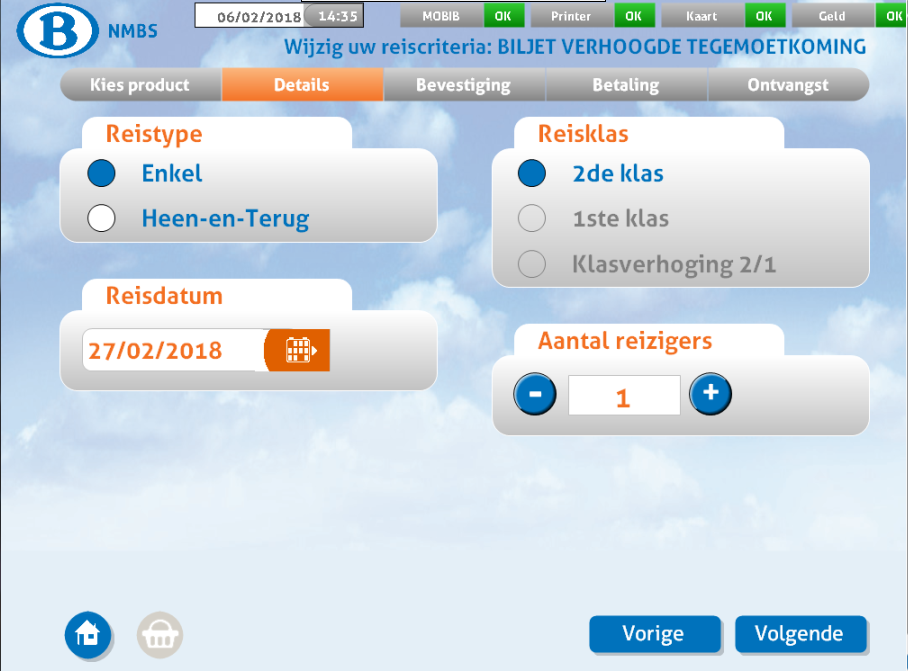 B NMBS 06/02/2018 14:35 MOBIB OK Printer OK Kaart OK Geld OK
Wijzig uw reiscriteria: BILJET VERHOOGDE TEGEMOETKOMING
Kies product Details Bevestiging Betaling Ontvangst
Reistype
Enkel
Heen-en-Terug
Reisklas
2de klas
1ste klas
Klasverhoging 2/1
Reisdatum
27/02/2018
Aantal reizigers
- 1 +
Vorige Volgende